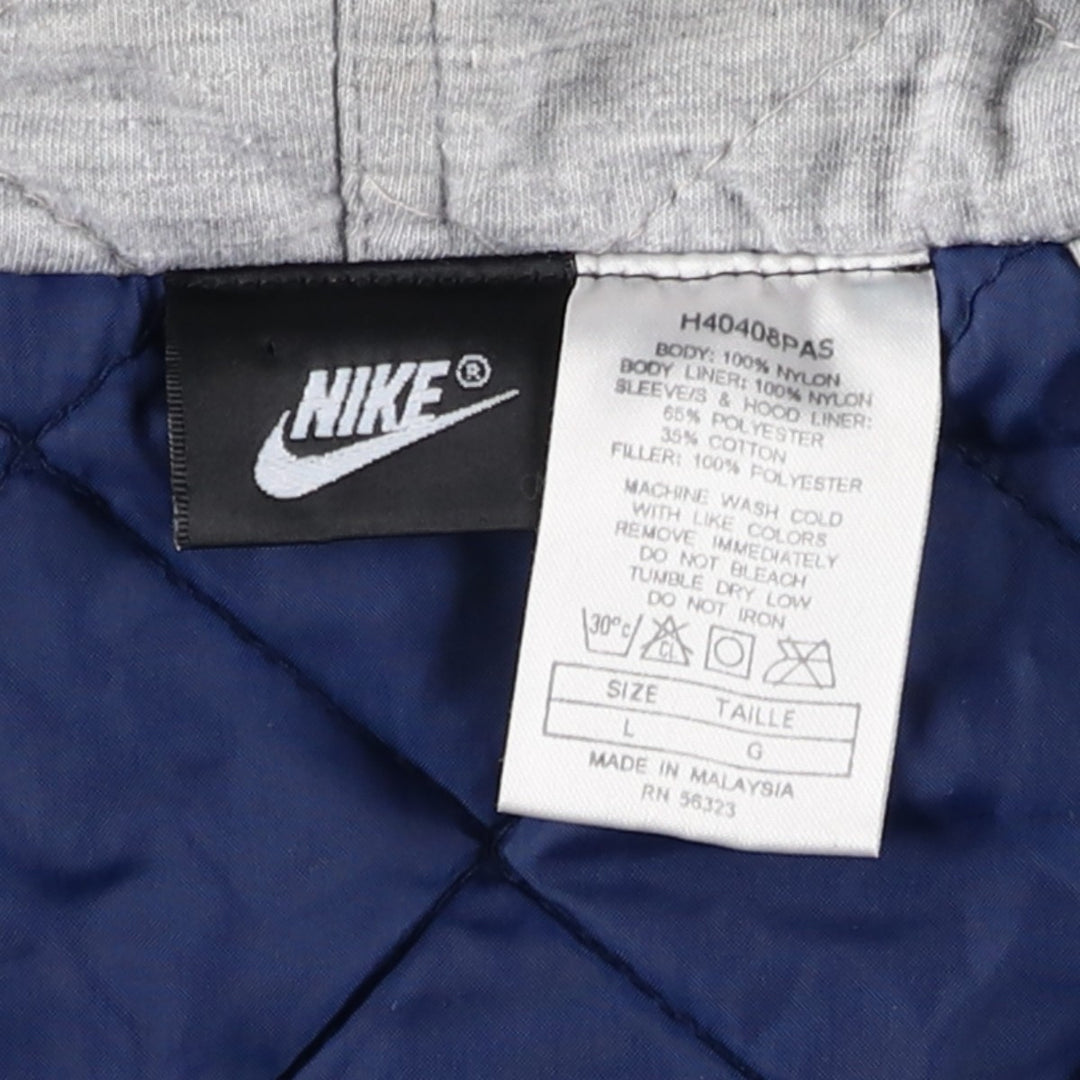 NIKE®
H40408PAS
BODY: 100% NYLON
BODY LINER: 100% NYLON
SLEEVE/S & HOOD LINER:
65% POLYESTER
35% COTTON
FILLER: 100% POLYESTER
MACHINE WASH COLD
WITH LIKE COLORS
REMOVE IMMEDIATELY
DO NOT BLEACH
TUMBLE DRY LOW
DO NOT IRON
30°c CL
SIZE TAILLE
L G
MADE IN MALAYSIA
RN 56323